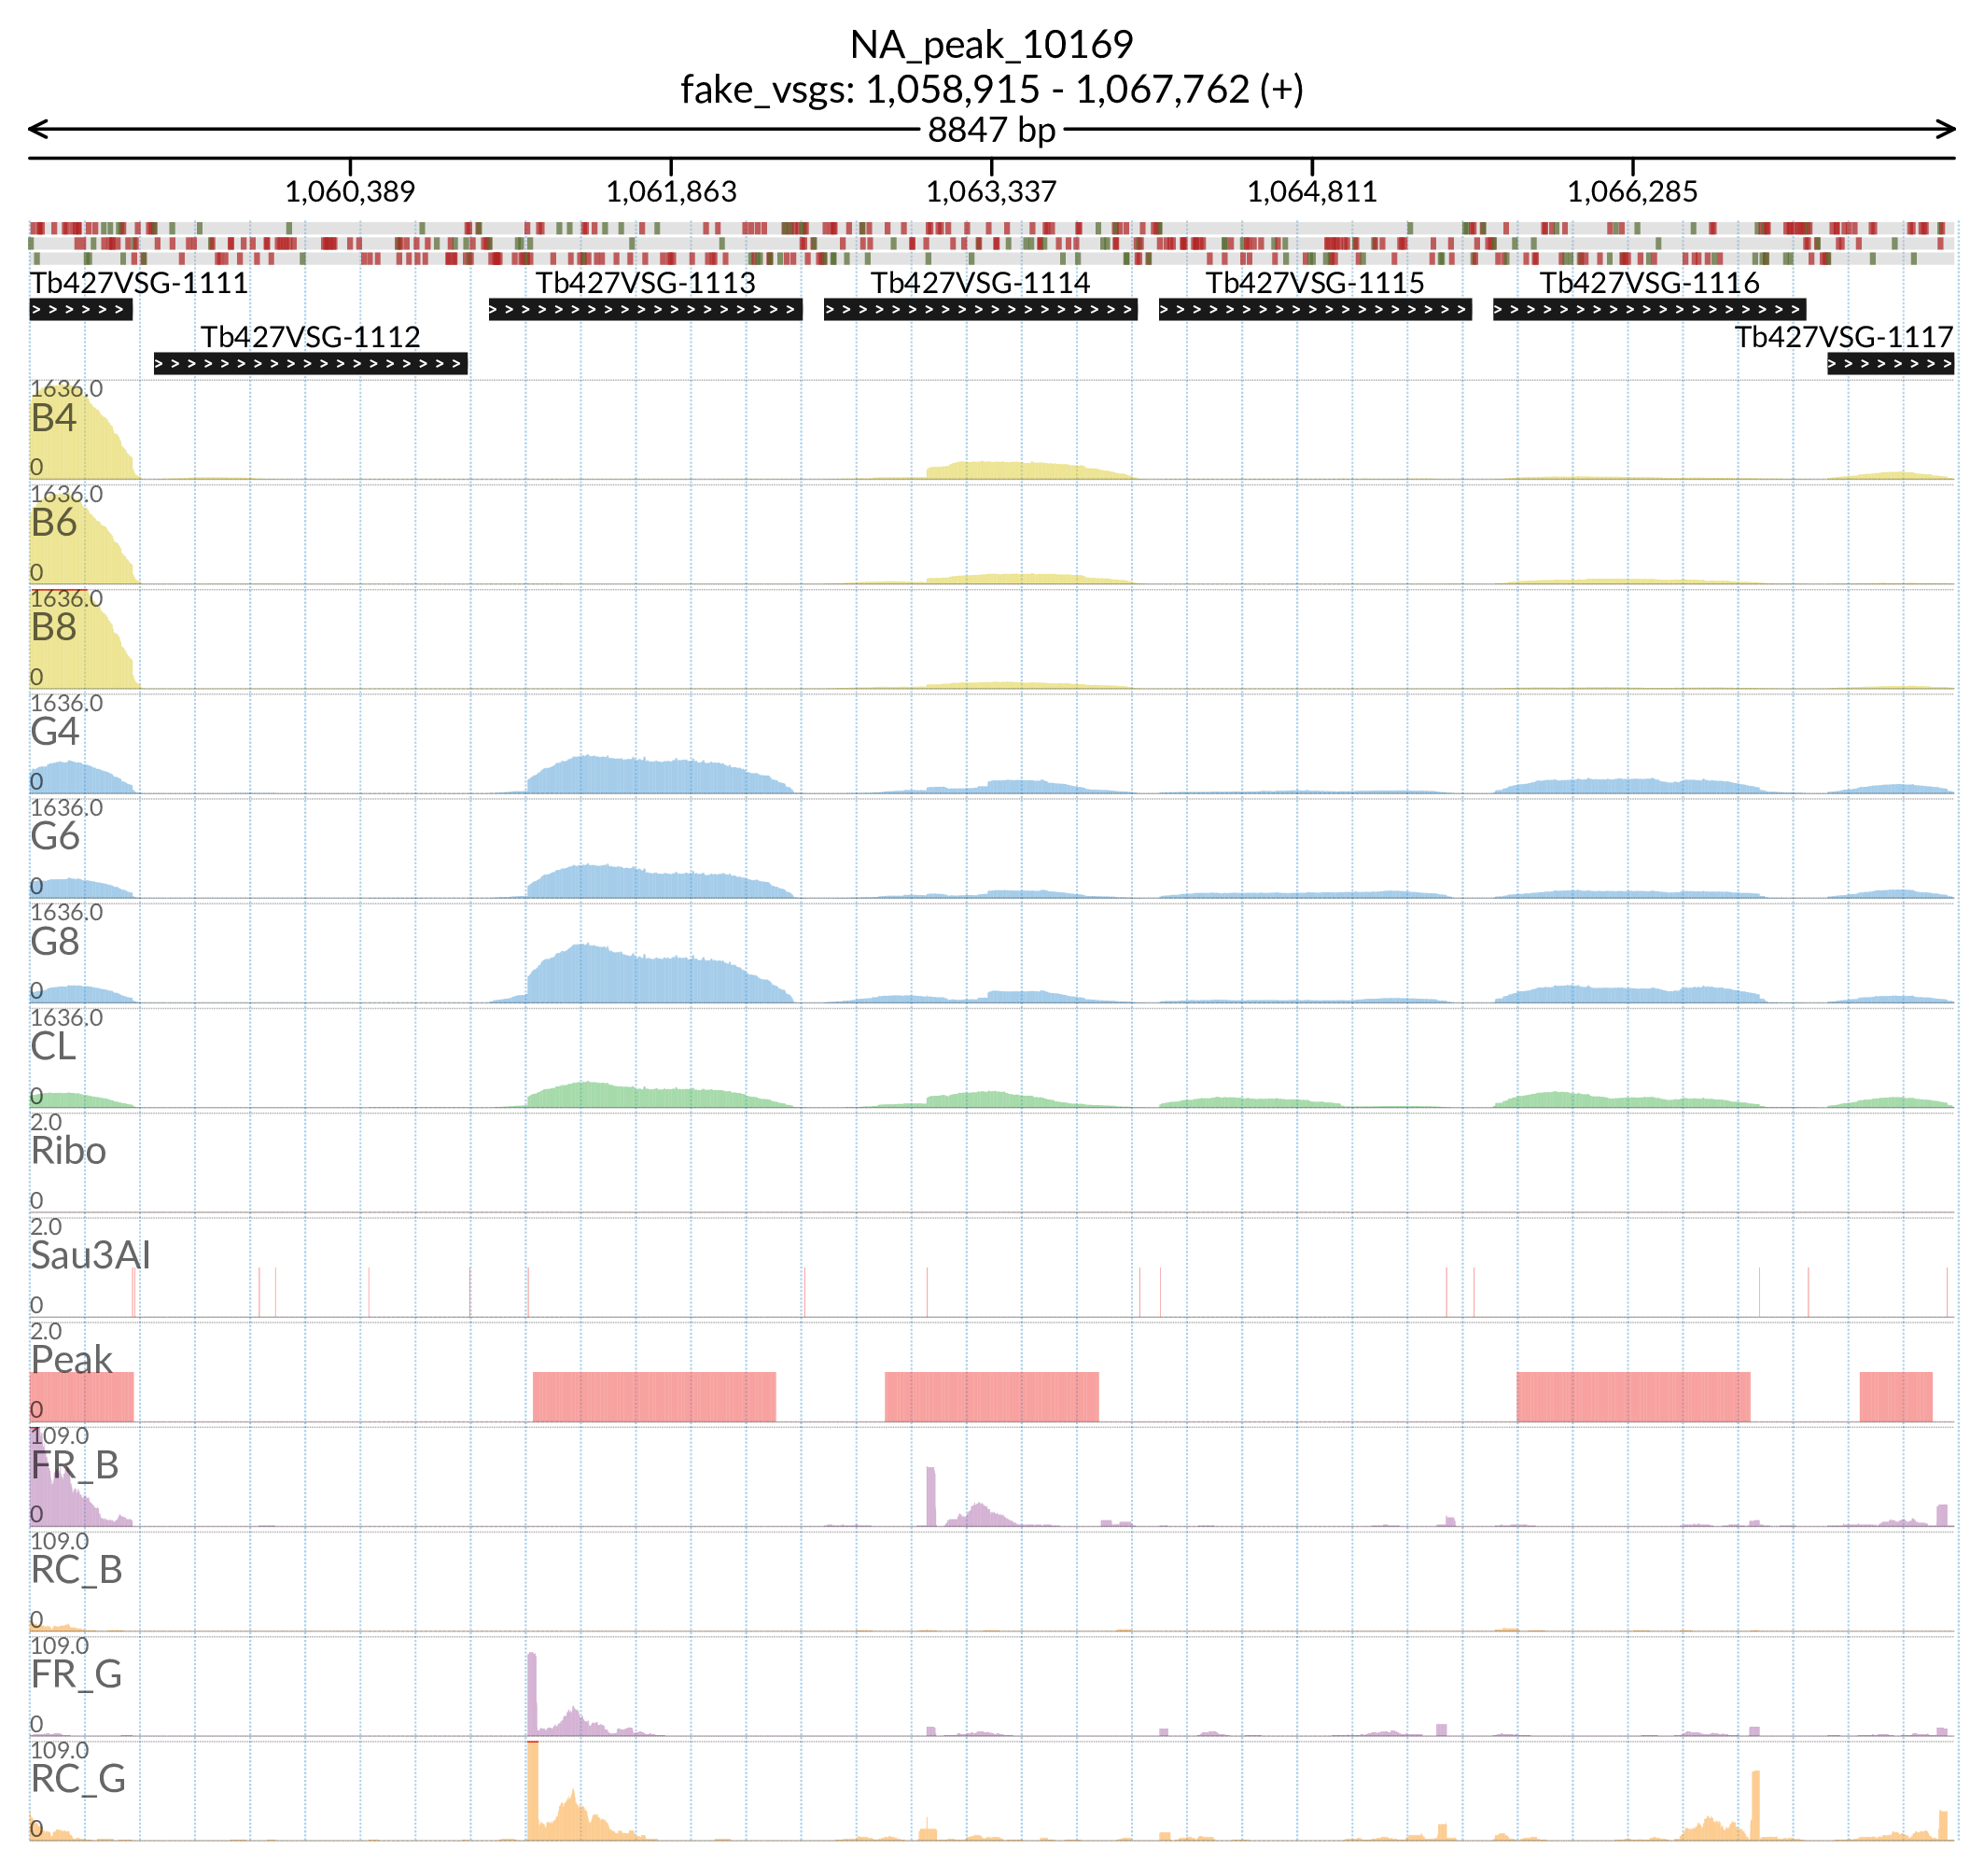 NA_peak_10169
fake_vsgs: 1,058,915 - 1,067,762 (+)
8847 bp
1,060,389 1,061,863 1,063,337 1,064,811 1,066,285
Tb427VSG-1111 Tb427VSG-1113 Tb427VSG-1114 Tb427VSG-1115 Tb427VSG-1116
Tb427VSG-1112 Tb427VSG-1117
1636.0
B4
0
1636.0
B6
0
1636.0
B8
0
1636.0
G4
0
1636.0
G6
0
1636.0
G8
0
1636.0
CL
0
2.0
Ribo
0
2.0
Sau3AI
0
2.0
Peak
0
109.0
FR_B
0
109.0
RC_B
0
109.0
FR_G
0
109.0
RC_G
0